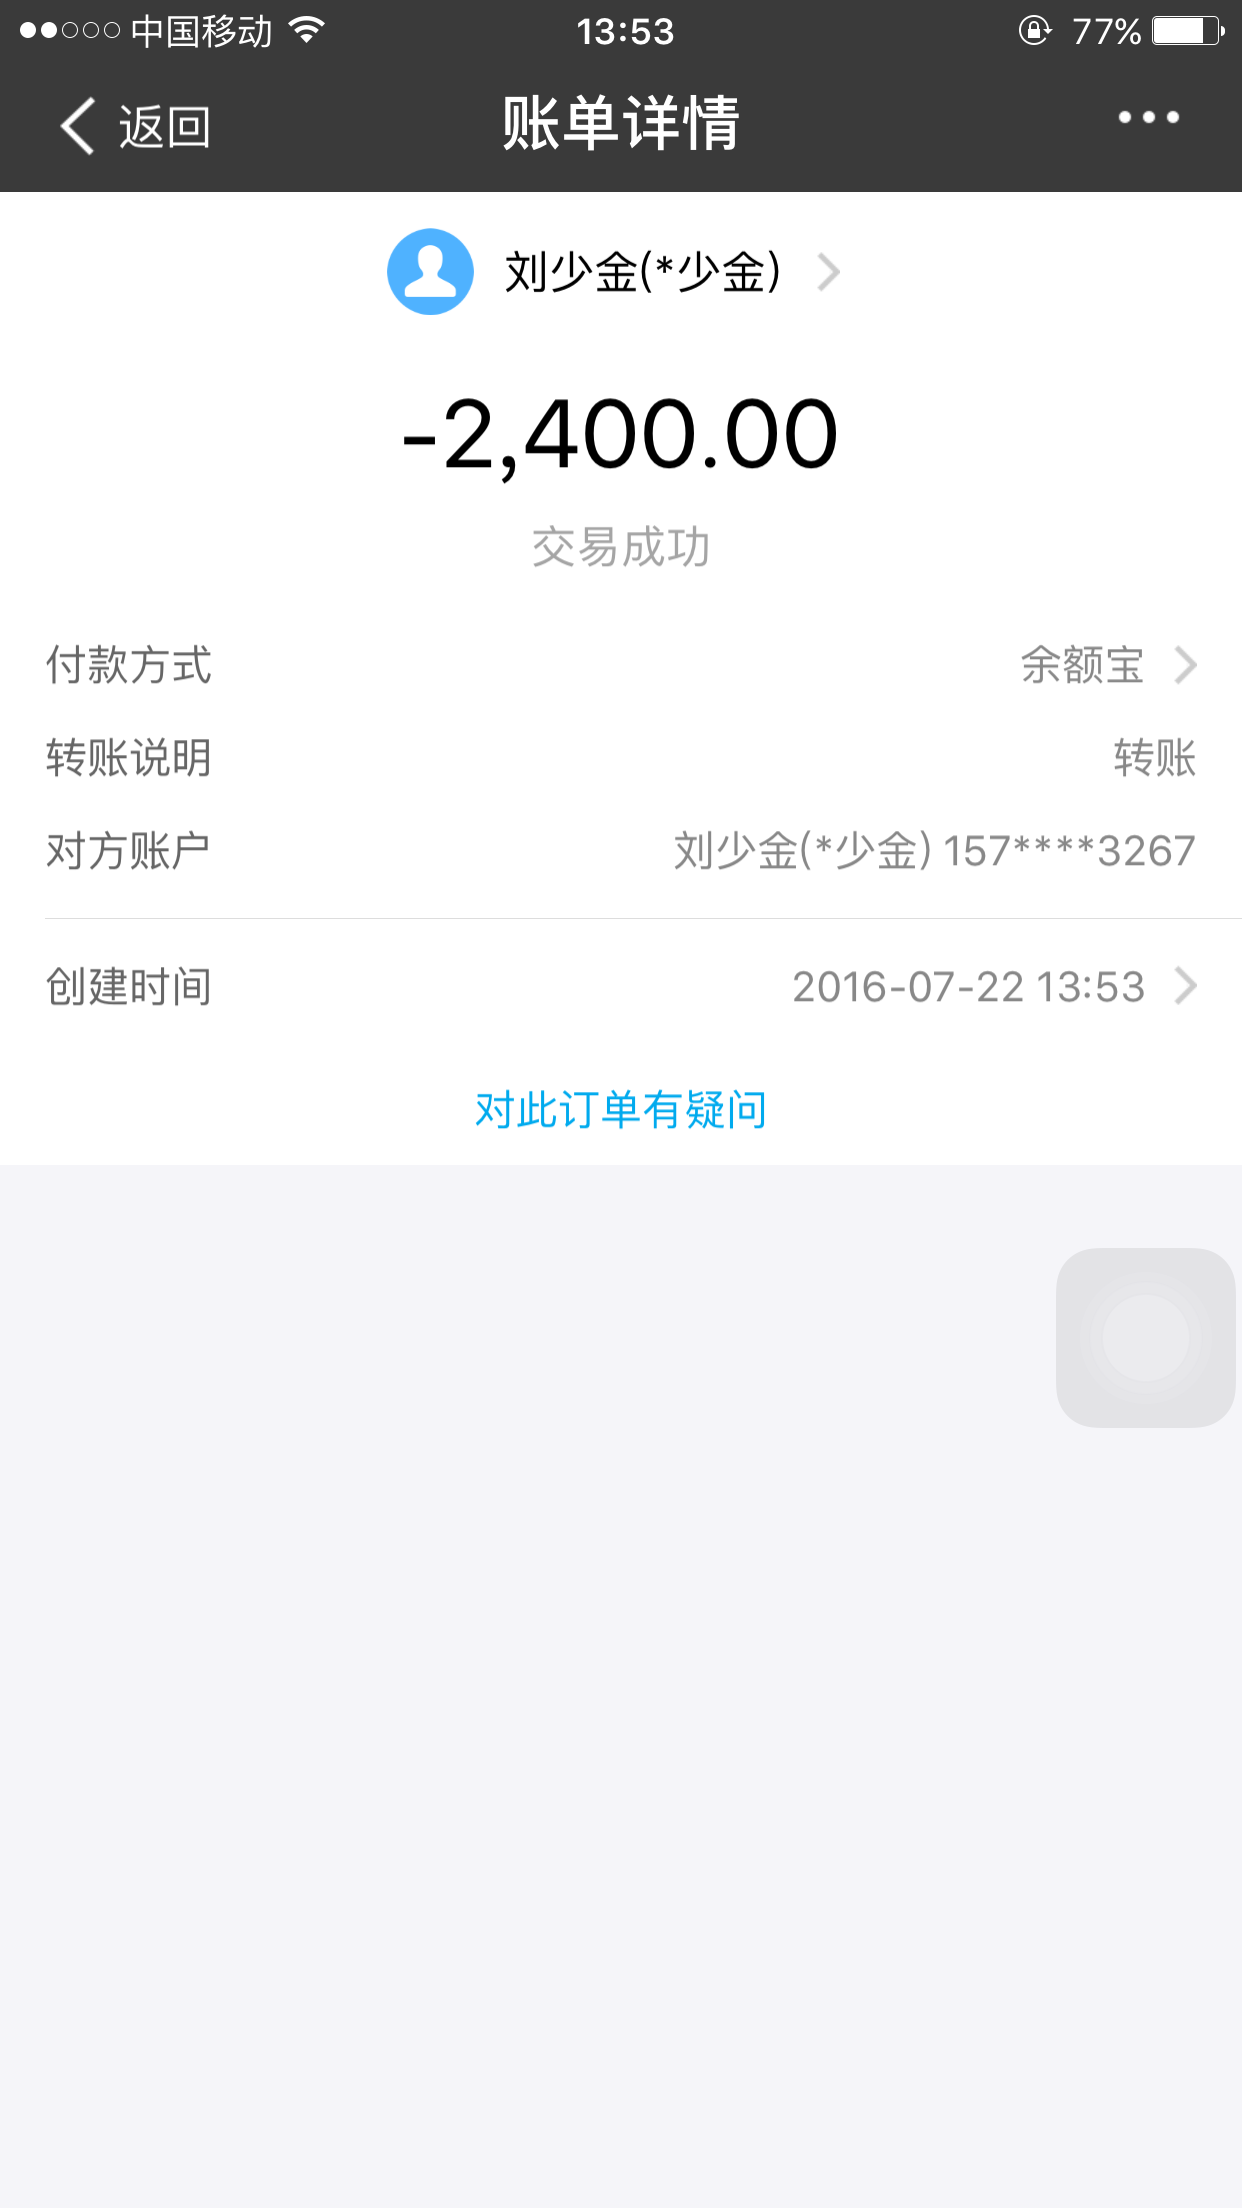 中国移动 13:53 77%
返回 账单详情
刘少金(*少金)
-2,400.00
交易成功
付款方式 余额宝
转账说明 转账
对方账户 刘少金(*少金) 157****3267
创建时间 2016-07-22 13:53
对此订单有疑问